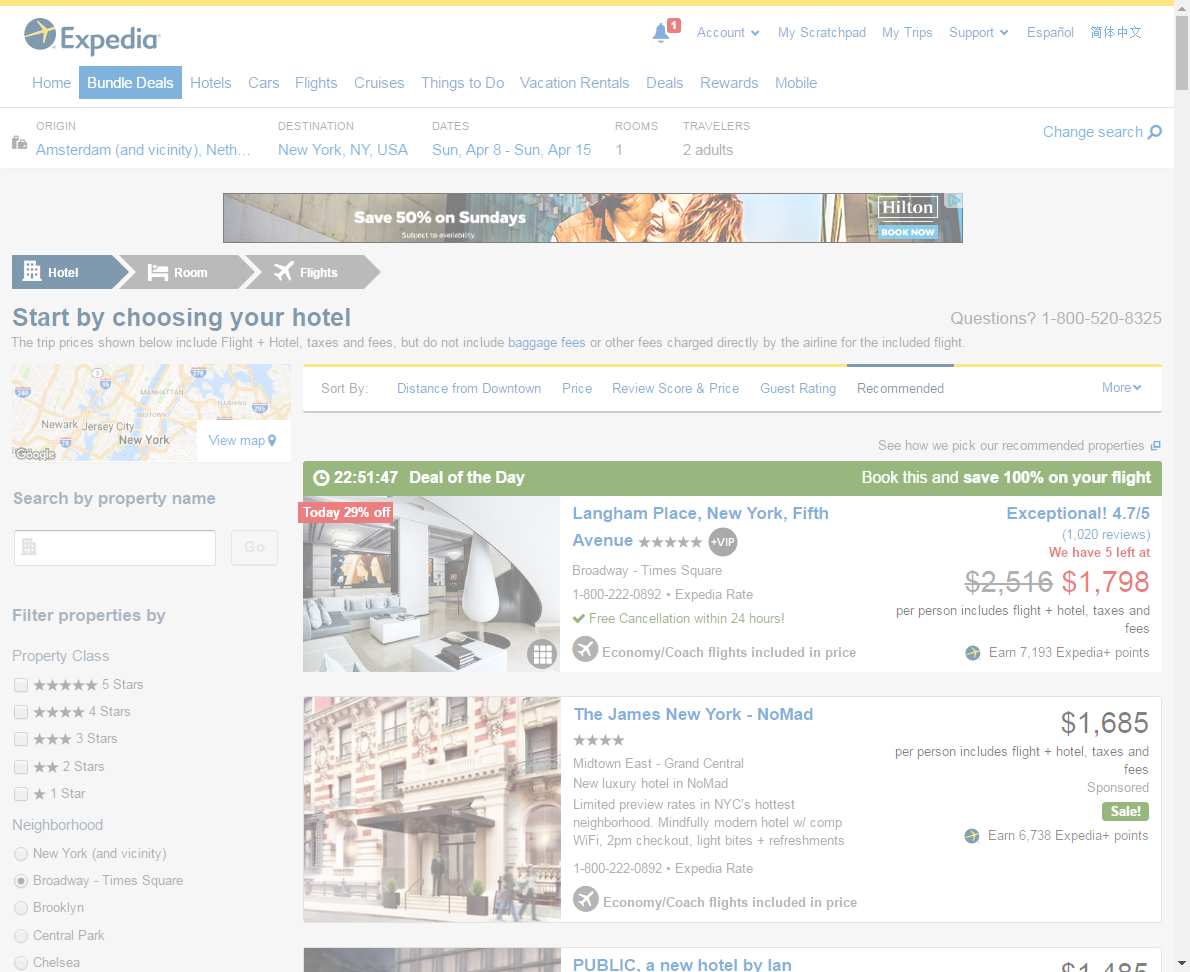 Expedia
1
Account
My Scratchpad
My Trips
Support
Español
简体中文
Home
Bundle Deals
Hotels
Cars
Flights
Cruises
Things to Do
Vacation Rentals
Deals
Rewards
Mobile
ORIGIN
Amsterdam (and vicinity), Neth...
DESTINATION
New York, NY, USA
DATES
Sun, Apr 8 - Sun, Apr 15
ROOMS
1
TRAVELERS
2 adults
Change search
Save 50% on Sundays
Subject to availability.
Hilton
BOOK NOW
Hotel
Room
Flights
Start by choosing your hotel
Questions? 1-800-520-8325
The trip prices shown below include Flight + Hotel, taxes and fees, but do not include baggage fees or other fees charged directly by the airline for the included flight.
MANHATTAN
MIDTOWN
FLUSHING
Newark
Jersey City
New York
3
95
278
280
78
295
Google
View map
Sort By:
Distance from Downtown
Price
Review Score & Price
Guest Rating
Recommended
More
See how we pick our recommended properties
Search by property name
Go
Filter properties by
Property Class
5 Stars
4 Stars
3 Stars
2 Stars
1 Star
Neighborhood
New York (and vicinity)
Broadway - Times Square
Brooklyn
Central Park
Chelsea
22:51:47 Deal of the Day
Book this and save 100% on your flight
Today 29% off
Langham Place, New York, Fifth
Avenue ★★★★★ +VIP
Broadway - Times Square
1-800-222-0892 • Expedia Rate
Free Cancellation within 24 hours!
Economy/Coach flights included in price
Exceptional! 4.7/5
(1,020 reviews)
We have 5 left at
$2,516 $1,798
per person includes flight + hotel, taxes and
fees
Earn 7,193 Expedia+ points
The James New York - NoMad
★★★★
Midtown East - Grand Central
New luxury hotel in NoMad
Limited preview rates in NYC's hottest
neighborhood. Mindfully modern hotel w/ comp
WiFi, 2pm checkout, light bites + refreshments
1-800-222-0892 • Expedia Rate
Economy/Coach flights included in price
$1,685
per person includes flight + hotel, taxes and
fees
Sponsored
Sale!
Earn 6,738 Expedia+ points
PUBLIC, a new hotel by Ian
$1,485